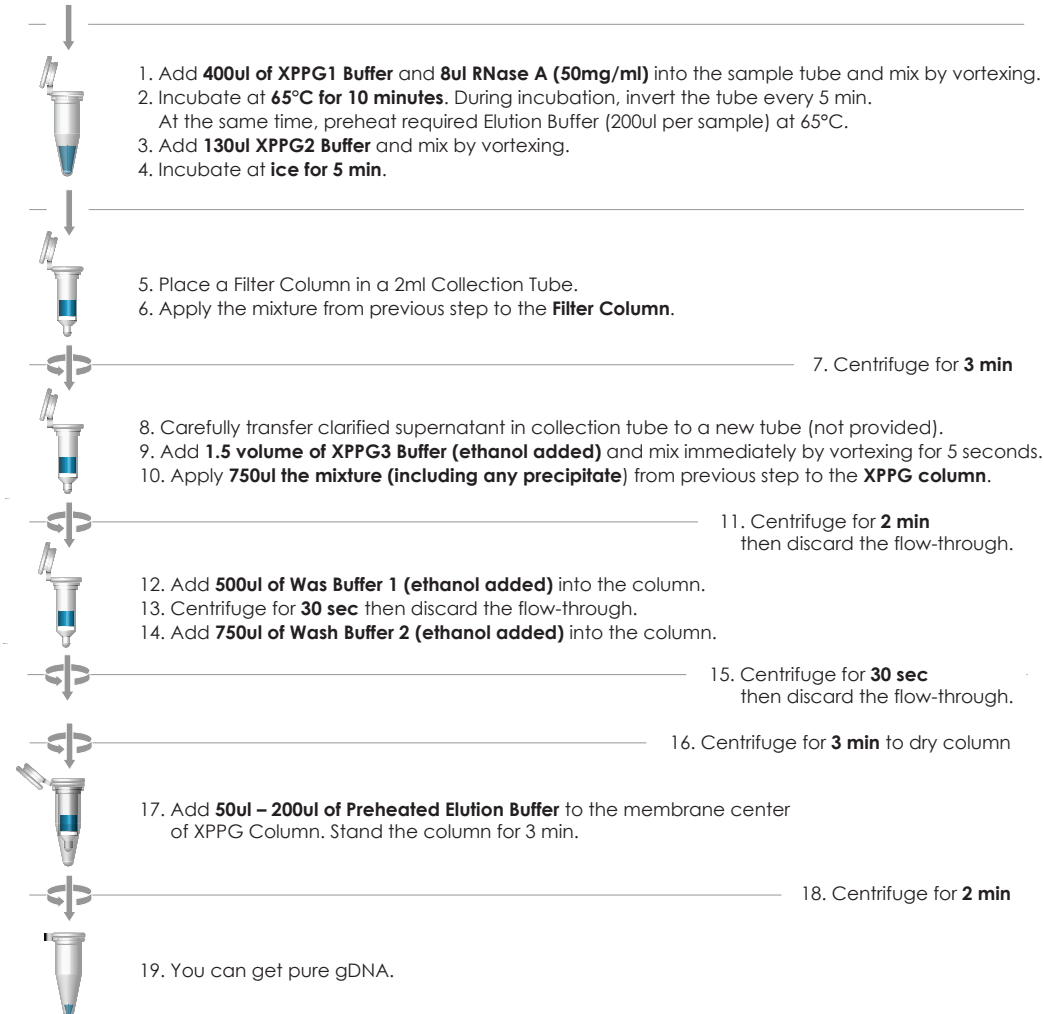 1. Add 400ul of XPPG1 Buffer and 8ul RNase A (50mg/ml) into the sample tube and mix by vortexing.
2. Incubate at 65°C for 10 minutes. During incubation, invert the tube every 5 min.
At the same time, preheat required Elution Buffer (200ul per sample) at 65°C.
3. Add 130ul XPPG2 Buffer and mix by vortexing.
4. Incubate at ice for 5 min.
5. Place a Filter Column in a 2ml Collection Tube.
6. Apply the mixture from previous step to the Filter Column.
7. Centrifuge for 3 min
8. Carefully transfer clarified supernatant in collection tube to a new tube (not provided).
9. Add 1.5 volume of XPPG3 Buffer (ethanol added) and mix immediately by vortexing for 5 seconds.
10. Apply 750ul the mixture (including any precipitate) from previous step to the XPPG column.
11. Centrifuge for 2 min
then discard the flow-through.
12. Add 500ul of Was Buffer 1 (ethanol added) into the column.
13. Centrifuge for 30 sec then discard the flow-through.
14. Add 750ul of Wash Buffer 2 (ethanol added) into the column.
15. Centrifuge for 30 sec
then discard the flow-through.
16. Centrifuge for 3 min to dry column
17. Add 50ul – 200ul of Preheated Elution Buffer to the membrane center
of XPPG Column. Stand the column for 3 min.
18. Centrifuge for 2 min
19. You can get pure gDNA.